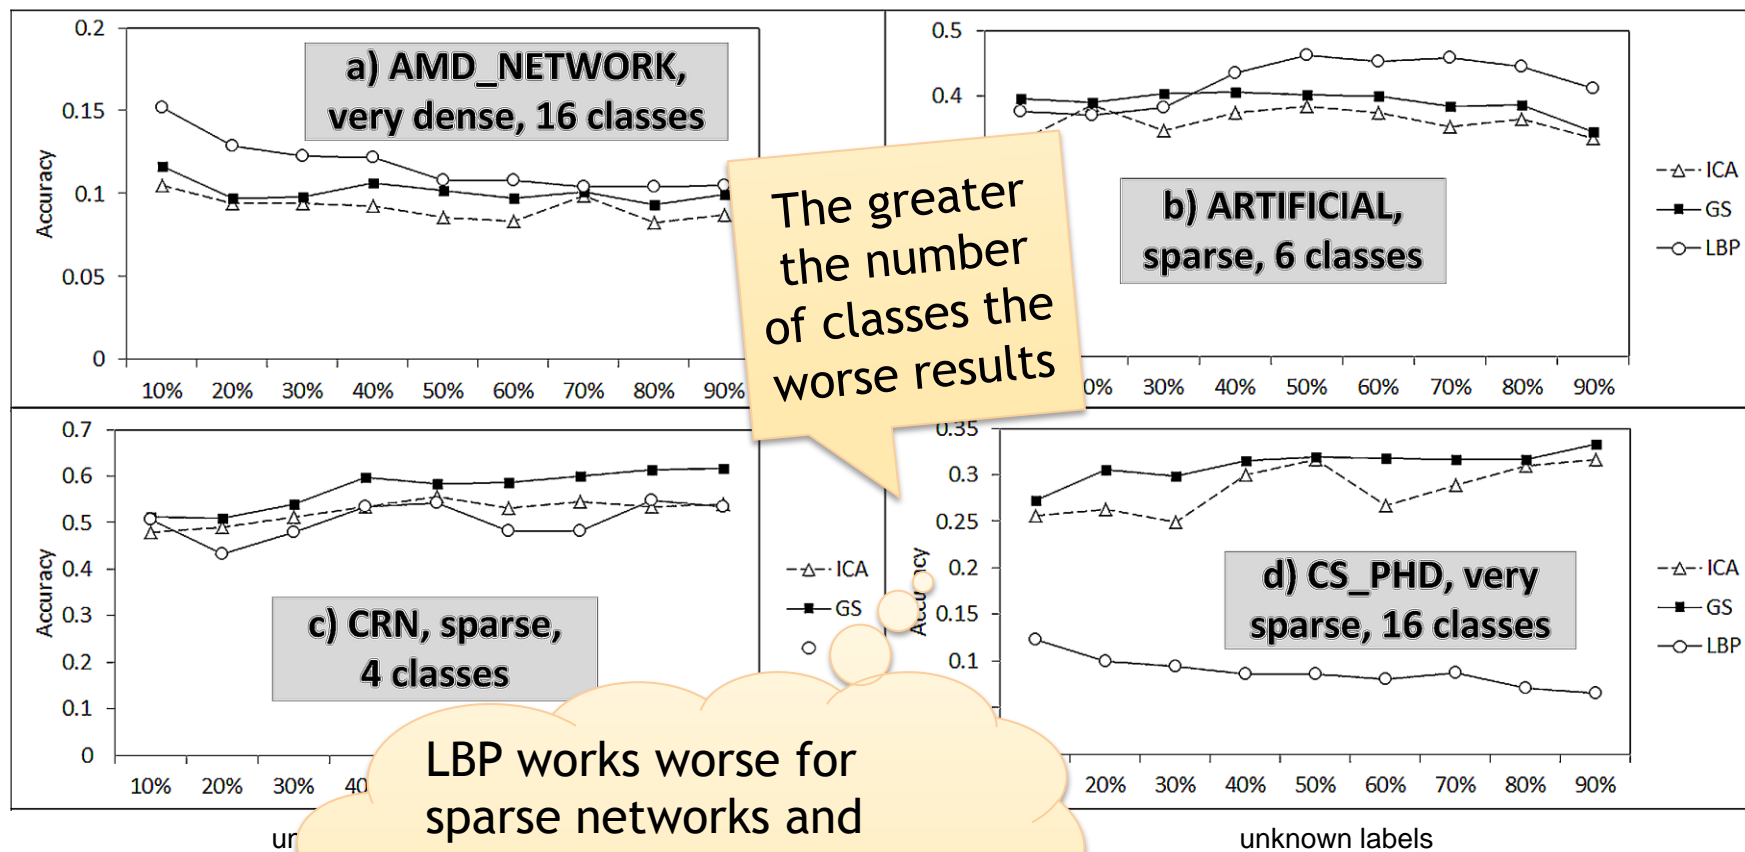 0.2
0.15
0.1
0.05
0
Accuracy
a) AMD_NETWORK,
very dense, 16 classes
10% 20% 30% 40% 50% 60% 70% 80% 90%
0.5
0.4
b) ARTIFICIAL,
sparse, 6 classes
30% 40% 50% 60% 70% 80% 90%
ICA
GS
LBP
The greater
the number
of classes the
worse results
0.7
0.6
0.5
0.4
0.3
0.2
0.1
0
Accuracy
c) CRN, sparse,
4 classes
10% 20% 30%
ICA
GS
0.35
0.3
0.25
0.2
0.15
0.1
d) CS_PHD, very
sparse, 16 classes
20% 30% 40% 50% 60% 70% 80% 90%
ICA
GS
LBP
LBP works worse for
sparse networks and
unknown labels